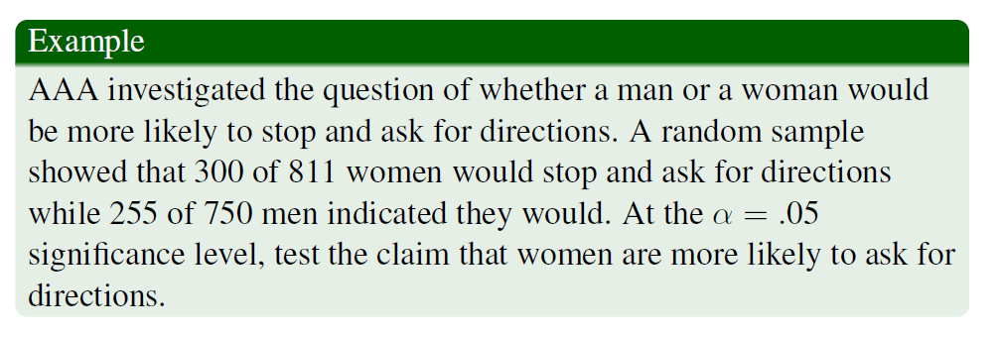 Example
AAA investigated the question of whether a man or a woman would
be more likely to stop and ask for directions. A random sample
showed that 300 of 811 women would stop and ask for directions
while 255 of 750 men indicated they would. At the α = .05
significance level, test the claim that women are more likely to ask for
directions.